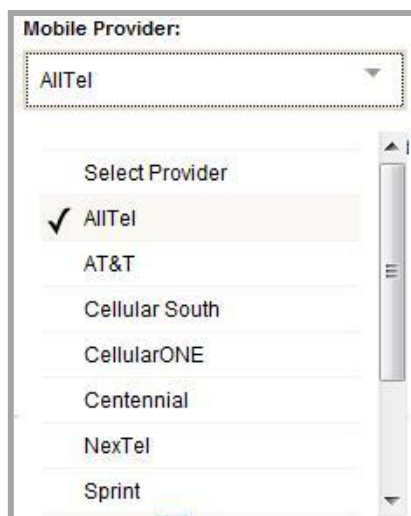 Mobile Provider:
AllTel
Select Provider
AllTel
AT&T
Cellular South
CellularONE
Centennial
NexTel
Sprint